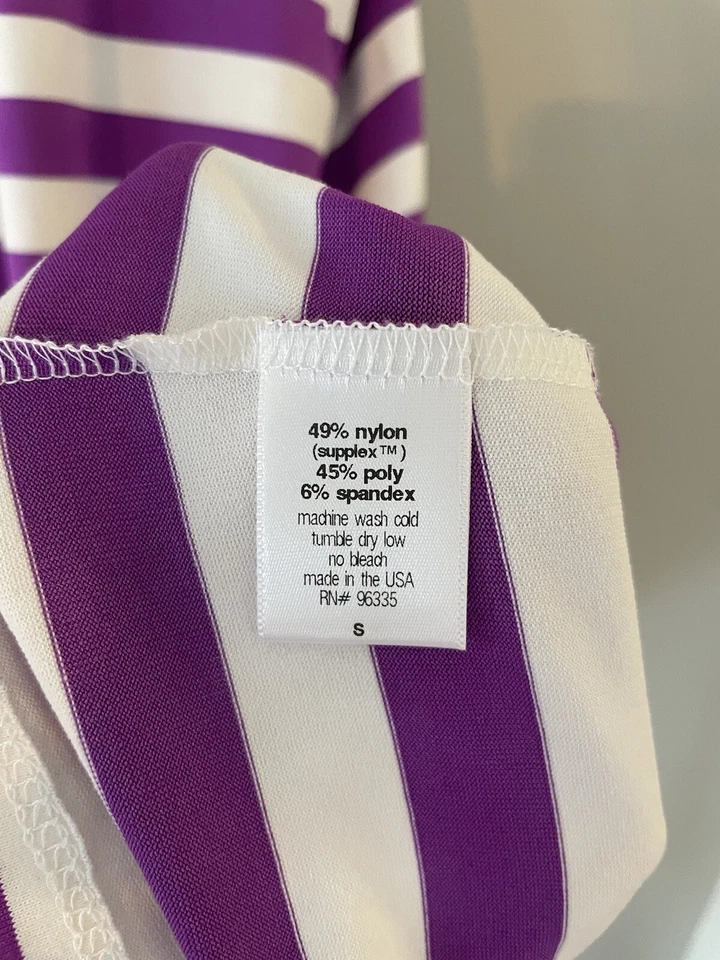 49% nylon
(supplex™)
45% poly
6% spandex
machine wash cold
tumble dry low
no bleach
made in the USA
RN# 96335
S